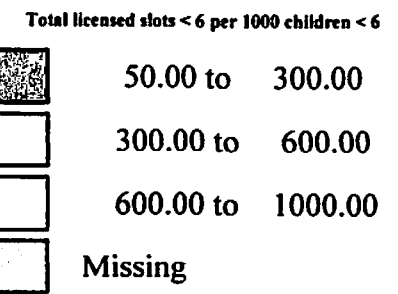 Total licensed slots < 6 per 1000 children < 6
50.00 to 300.00
300.00 to 600.00
600.00 to 1000.00
Missing